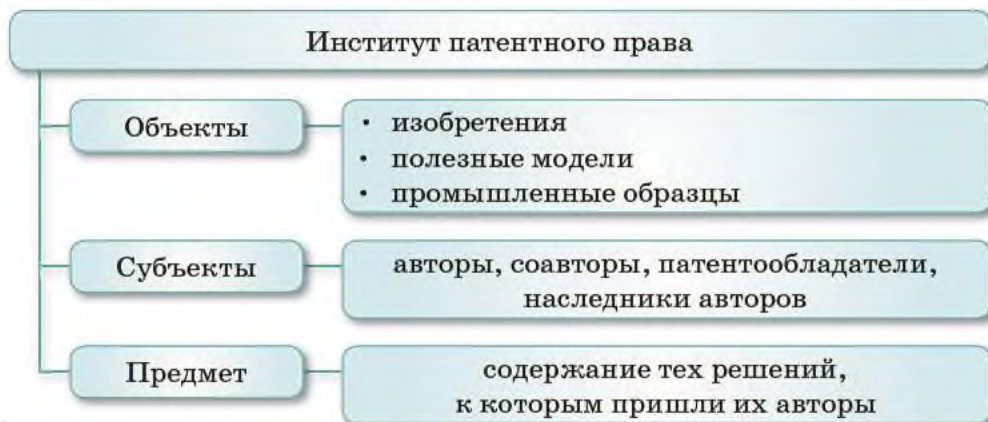 Институт патентного права
Объекты
• изобретения
• полезные модели
• промышленные образцы
Субъекты
авторы, соавторы, патентообладатели,
наследники авторов
Предмет
содержание тех решений,
к которым пришли их авторы